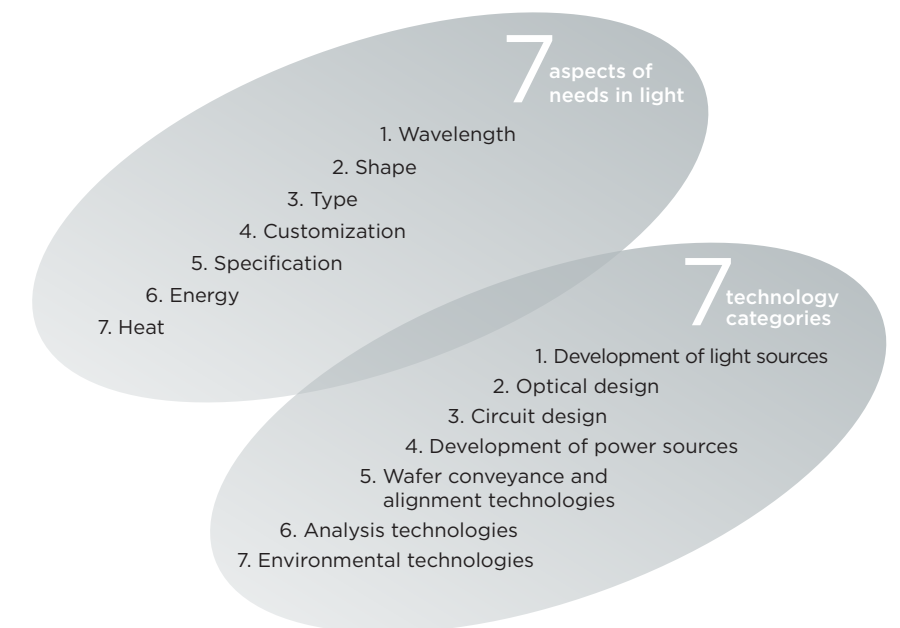 7 aspects of
needs in light
1. Wavelength
2. Shape
3. Type
4. Customization
5. Specification
6. Energy
7. Heat
7 technology
categories
1. Development of light sources
2. Optical design
3. Circuit design
4. Development of power sources
5. Wafer conveyance and
alignment technologies
6. Analysis technologies
7. Environmental technologies